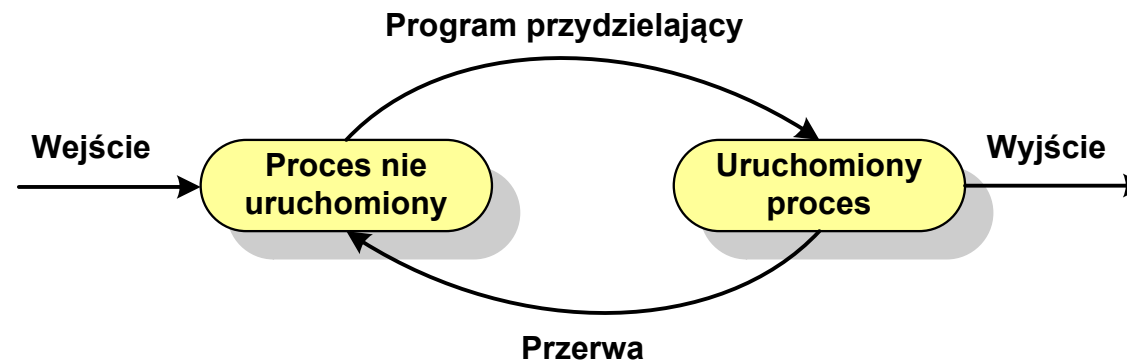 Program przydzielający
Wejście
Proces nie
uruchomiony
Uruchomiony
proces
Wyjście
Przerwa